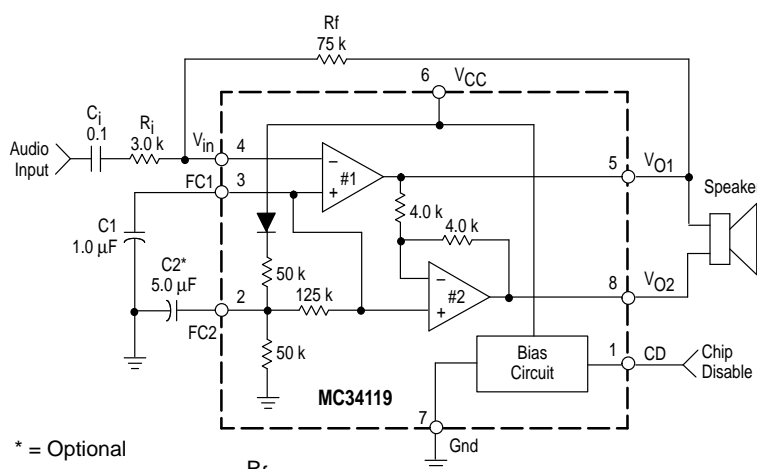 Rf
75 k
6
VCC
Ci
0.1
Ri
3.0 k
Vin
4
Audio
Input
#1
5
VO1
FC1
3
Speaker
4.0 k
4.0 k
C1
1.0 μF
C2*
5.0 μF
50 k
125 k
2
FC2
#2
8
VO2
50 k
Bias
Circuit
1
CD
Chip
Disable
MC34119
7
Gnd
* = Optional
Rf